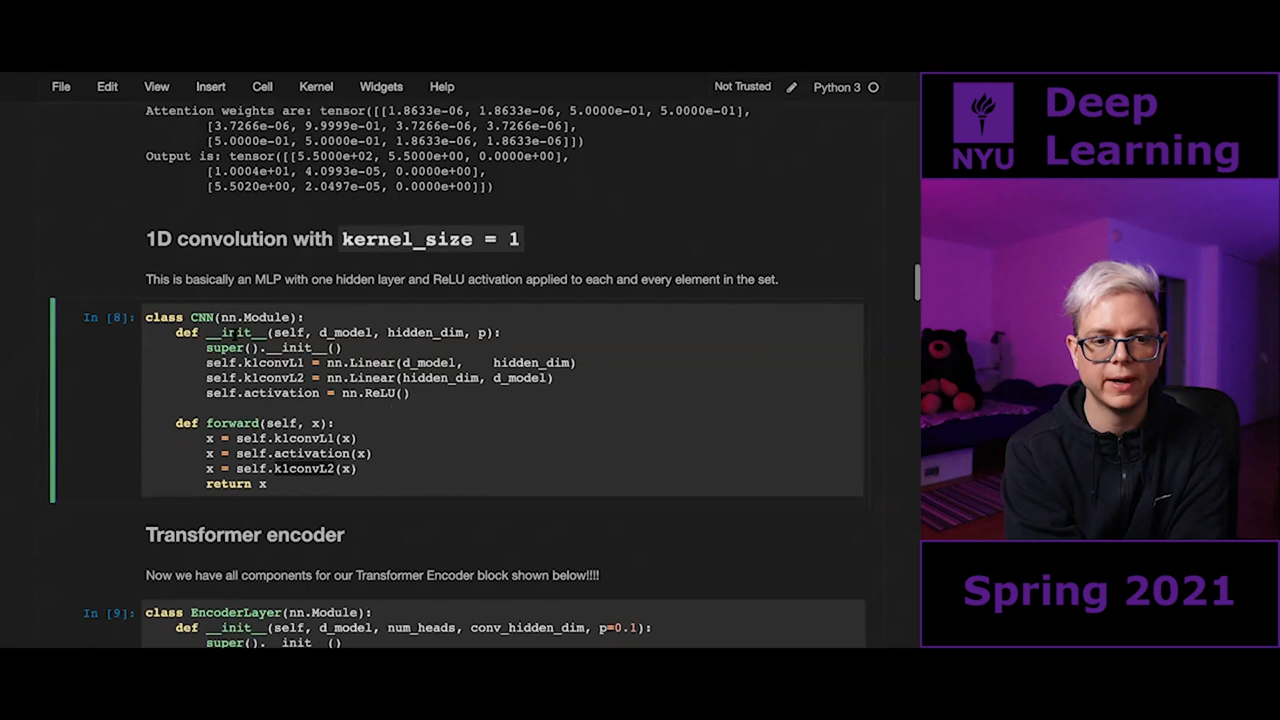 File Edit View Insert Cell Kernel Widgets Help Not Trusted Python 3
Attention weights are: tensor([[1.8633e-06, 1.8633e-06, 5.0000e-01, 5.0000e-01],
[3.7266e-06, 9.9999e-01, 3.7266e-06, 3.7266e-06],
[5.0000e-01, 5.0000e-01, 1.8633e-06, 1.8633e-06]])
Output is: tensor([[5.5000e+02, 5.5000e+00, 0.0000e+00],
[1.0004e+01, 4.0993e-05, 0.0000e+00],
[5.5020e+00, 2.0497e-05, 0.0000e+00]])
1D convolution with kernel_size = 1
This is basically an MLP with one hidden layer and ReLU activation applied to each and every element in the set.
In [8]: class CNN(nn.Module):
def __init__(self, d_model, hidden_dim, p):
super().__init__()
self.k1convL1 = nn.Linear(d_model, hidden_dim)
self.k1convL2 = nn.Linear(hidden_dim, d_model)
self.activation = nn.ReLU()
def forward(self, x):
x = self.k1convL1(x)
x = self.activation(x)
x = self.k1convL2(x)
return x
Transformer encoder
Now we have all components for our Transformer Encoder block shown below!!!!
In [9]: class EncoderLayer(nn.Module):
def __init__(self, d_model, num_heads, conv_hidden_dim, p=0.1):
super().__init__()
NYU
Deep
Learning
Spring 2021